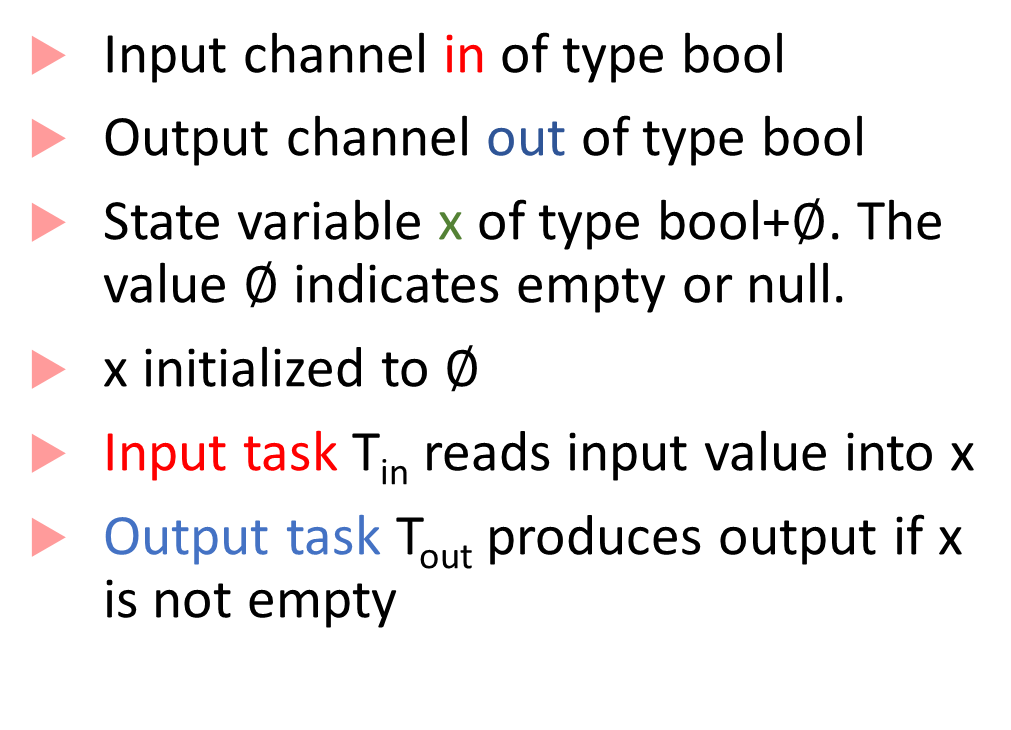 Input channel in of type bool
Output channel out of type bool
State variable x of type bool+∅. The
value ∅ indicates empty or null.
x initialized to ∅
Input task Tin reads input value into x
Output task Tout produces output if x
is not empty